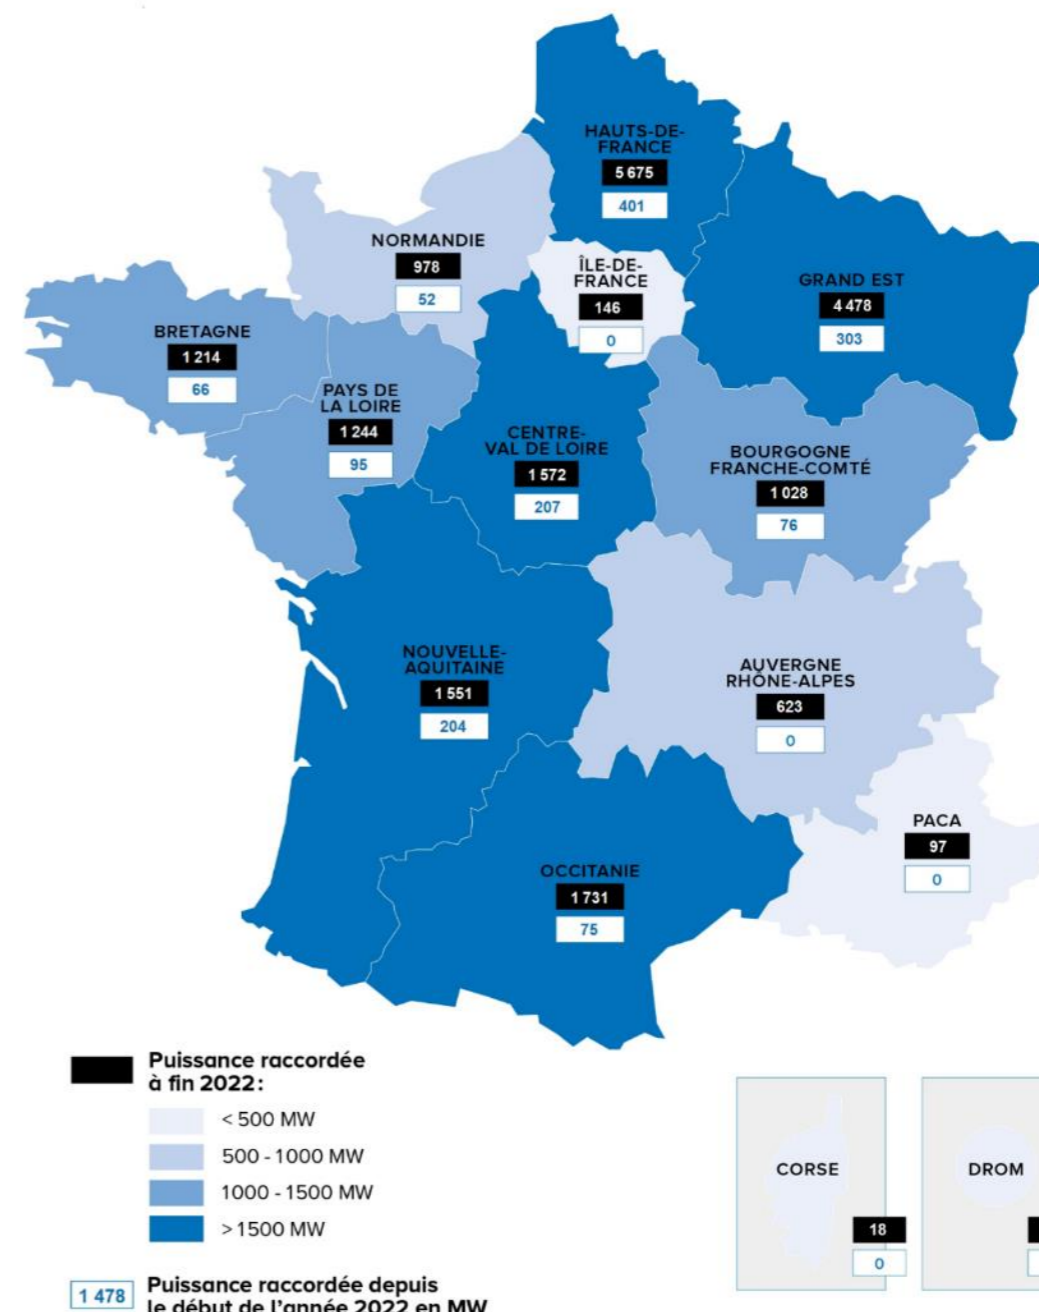 HAUTS-DE-
FRANCE
5 675
401
NORMANDIE
978
52
ÎLE-DE-
FRANCE
146
0
GRAND EST
4 478
303
BRETAGNE
1 214
66
PAYS DE
LA LOIRE
1 244
95
CENTRE-
VAL DE LOIRE
1 572
207
BOURGOGNE
FRANCHE-COMTÉ
1 028
76
NOUVELLE-
AQUITAINE
1 551
204
AUVERGNE
RHÔNE-ALPES
623
0
PACA
97
0
OCCITANIE
1 731
75
Puissance raccordée
à fin 2022:
< 500 MW
500 - 1000 MW
1000 - 1500 MW
> 1500 MW
CORSE
18
0
DROM
1 478
Puissance raccordée depuis
le début de l'année 2022 en MW